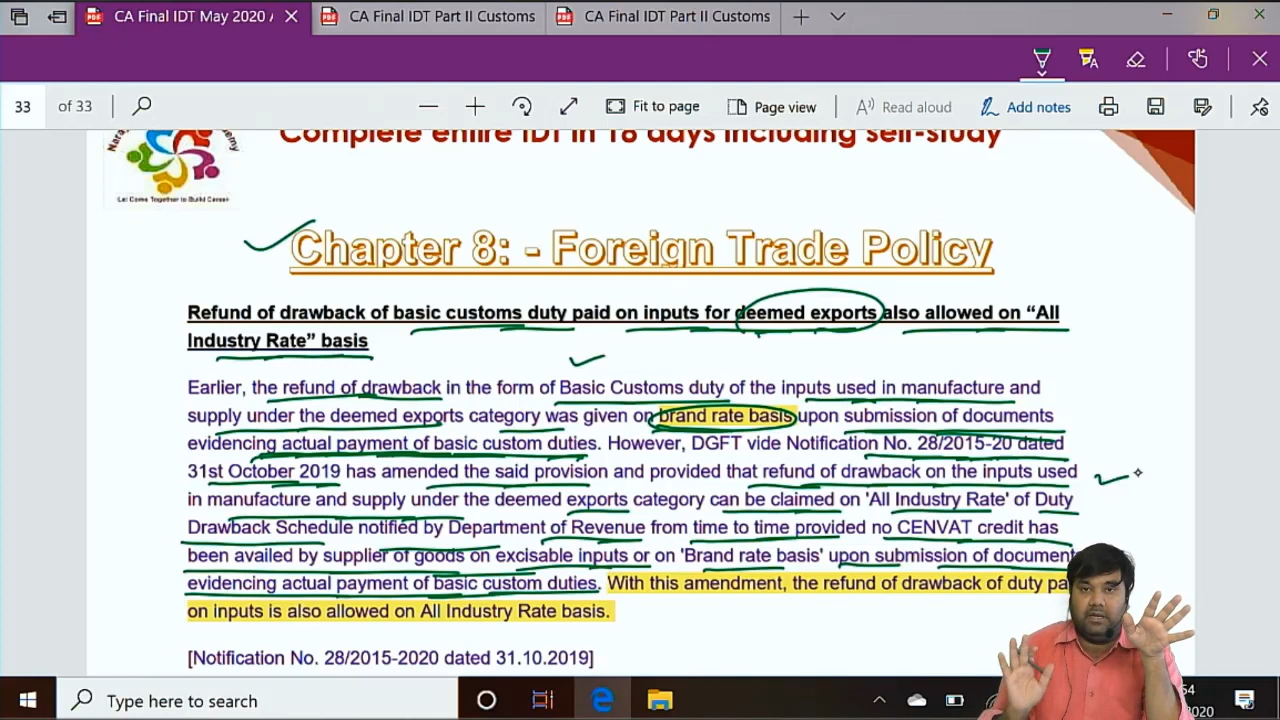 CA Final IDT May 2020 /
CA Final IDT Part II Customs
CA Final IDT Part II Customs
33 of 33
Fit to page
Page view
Read aloud
Add notes
Complete entire IDT in 18 days including self-study
Let Come Together to Build Career
Chapter 8: - Foreign Trade Policy
Refund of drawback of basic customs duty paid on inputs for deemed exports also allowed on “All
Industry Rate” basis
Earlier, the refund of drawback in the form of Basic Customs duty of the inputs used in manufacture and
supply under the deemed exports category was given on brand rate basis upon submission of documents
evidencing actual payment of basic custom duties. However, DGFT vide Notification No. 28/2015-20 dated
31st October 2019 has amended the said provision and provided that refund of drawback on the inputs used
in manufacture and supply under the deemed exports category can be claimed on 'All Industry Rate' of Duty
Drawback Schedule notified by Department of Revenue from time to time provided no CENVAT credit has
been availed by supplier of goods on excisable inputs or on 'Brand rate basis' upon submission of document
evidencing actual payment of basic custom duties. With this amendment, the refund of drawback of duty pa
on inputs is also allowed on All Industry Rate basis.
[Notification No. 28/2015-2020 dated 31.10.2019]
Type here to search
54
2020